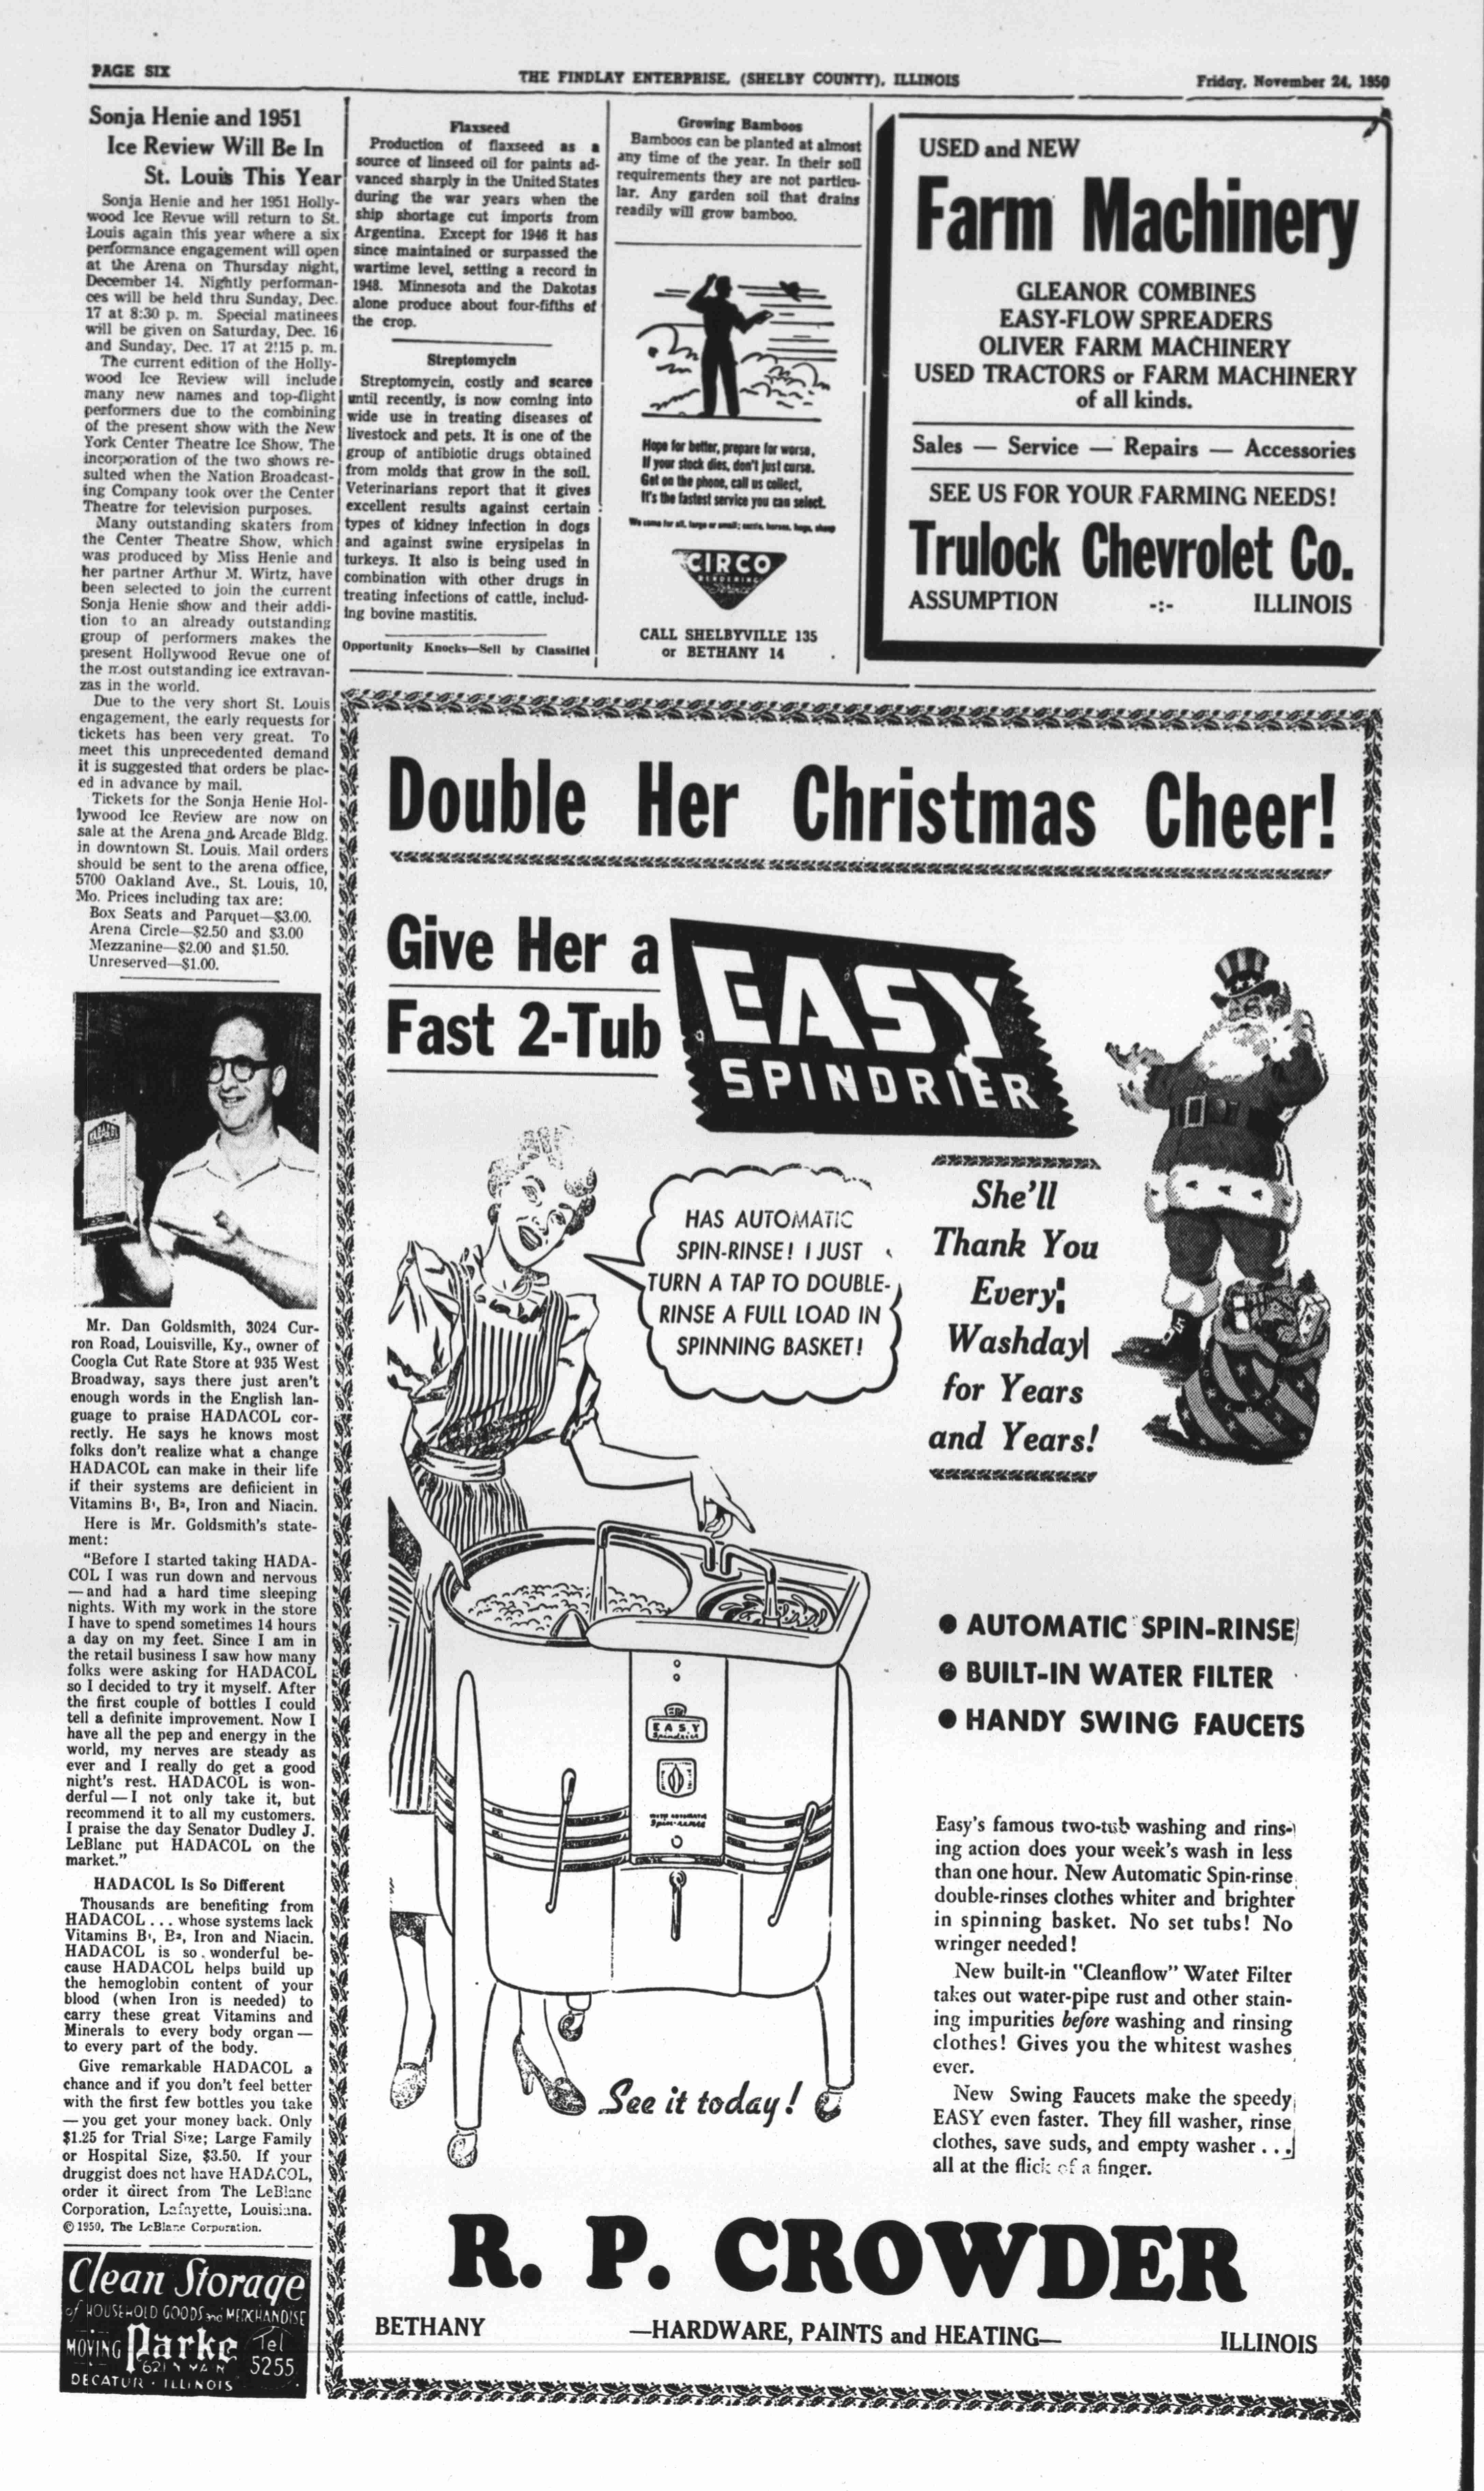 PAGE SIX
THE FINDLAY ENTERPRISE, (SHELBY COUNTY), ILLINOIS
Friday, November 24, 1950
Sonja Henie and 1951
Ice Review Will Be In
St. Louis This Year
Sonja Henie and her 1951 Holly-
wood Ice Revue will return to St.
Louis again this year where a six
performance engagement will open
at the Arena on Thursday night,
December 14. Nightly performan-
ces will be held thru Sunday, Dec.
17 at 8:30 p. m. Special matinees
will be given on Saturday, Dec. 16
and Sunday, Dec. 17 at 2:15 p. m.
The current edition of the Holly-
wood Ice Review will include
many new names and top-flight
performers due to the combining
of the present show with the New
York Center Theatre Ice Show. The
incorporation of the two shows re-
sulted when the Nation Broadcast-
ing Company took over the Center
Theatre for television purposes.
Many outstanding skaters from
the Center Theatre Show, which
was produced by Miss Henie and
her partner Arthur M. Wirtz, have
been selected to join the current
Sonja Henie show and their addi-
tion to an already outstanding
group of performers makes the
present Hollywood Revue one of
the most outstanding ice extravan-
zas in the world.
Due to the very short St. Louis
engagement, the early requests for
tickets has been very great. To
meet this unprecedented demand
it is suggested that orders be plac-
ed in advance by mail.
Tickets for the Sonja Henie Hol-
lywood Ice Review are now on
sale at the Arena and Arcade Bldg.
in downtown St. Louis. Mail orders
should be sent to the arena office,
5700 Oakland Ave., St. Louis, 10,
Mo. Prices including tax are:
Box Seats and Parquet—$3.00.
Arena Circle—$2.50 and $3.00
Mezzanine—$2.00 and $1.50.
Unreserved—$1.00.
Mr. Dan Goldsmith, 3024 Cur-
ron Road, Louisville, Ky., owner of
Coogla Cut Rate Store at 935 West
Broadway, says there just aren't
enough words in the English lan-
guage to praise HADACOL cor-
rectly. He says he knows most
folks don't realize what a change
HADACOL can make in their life
if their systems are defiicient in
Vitamins B¹, B², Iron and Niacin.
Here is Mr. Goldsmith's state-
ment:
"Before I started taking HADA-
COL I was run down and nervous
—and had a hard time sleeping
nights. With my work in the store
I have to spend sometimes 14 hours
a day on my feet. Since I am in
the retail business I saw how many
folks were asking for HADACOL
so I decided to try it myself. After
the first couple of bottles I could
tell a definite improvement. Now I
have all the pep and energy in the
world, my nerves are steady as
ever and I really do get a good
night's rest. HADACOL is won-
derful—I not only take it, but
recommend it to all my customers.
I praise the day Senator Dudley J.
LeBlanc put HADACOL on the
market."
HADACOL Is So Different
Thousands are benefiting from
HADACOL . . . whose systems lack
Vitamins B¹, B², Iron and Niacin.
HADACOL is so wonderful be-
cause HADACOL helps build up
the hemoglobin content of your
blood (when Iron is needed) to
carry these great Vitamins and
Minerals to every body organ—
to every part of the body.
Give remarkable HADACOL a
chance and if you don't feel better
with the first few bottles you take
—you get your money back. Only
$1.25 for Trial Size; Large Family
or Hospital Size, $3.50. If your
druggist does not have HADACOL,
order it direct from The LeBlanc
Corporation, Lafayette, Louisiana.
© 1950, The LeBlanc Corporation.
Clean Storage
of HOUSEHOLD GOODS and MERCHANDISE
MOVING Parke Tel
621 N MAIN 5255
DECATUR · ILLINOIS
Flaxseed
Production of flaxseed as a
source of linseed oil for paints ad-
vanced sharply in the United States
during the war years when the
ship shortage cut imports from
Argentina. Except for 1946 it has
since maintained or surpassed the
wartime level, setting a record in
1948. Minnesota and the Dakotas
alone produce about four-fifths of
the crop.
Streptomycin
Streptomycin, costly and scarce
until recently, is now coming into
wide use in treating diseases of
livestock and pets. It is one of the
group of antibiotic drugs obtained
from molds that grow in the soil.
Veterinarians report that it gives
excellent results against certain
types of kidney infection in dogs
and against swine erysipelas in
turkeys. It also is being used in
combination with other drugs in
treating infections of cattle, includ-
ing bovine mastitis.
Opportunity Knocks—Sell by Classified
Growing Bamboos
Bamboos can be planted at almost
any time of the year. In their soil
requirements they are not particu-
lar. Any garden soil that drains
readily will grow bamboo.
Hope for better, prepare for worse,
If your stock dies, don't just curse.
Get on the phone, call us collect,
It's the fastest service you can select.
We come for all, large or small; cattle, horses, hogs, sheep
CIRCO
RENDERING
CALL SHELBYVILLE 135
or BETHANY 14
USED and NEW
Farm Machinery
GLEANOR COMBINES
EASY-FLOW SPREADERS
OLIVER FARM MACHINERY
USED TRACTORS or FARM MACHINERY
of all kinds.
Sales — Service — Repairs — Accessories
SEE US FOR YOUR FARMING NEEDS!
Trulock Chevrolet Co.
ASSUMPTION -:- ILLINOIS
Double Her Christmas Cheer!
Give Her a
Fast 2-Tub
EASY
SPINDRIER
HAS AUTOMATIC
SPIN-RINSE! I JUST
TURN A TAP TO DOUBLE-
RINSE A FULL LOAD IN
SPINNING BASKET!
She'll
Thank You
Every
Washday
for Years
and Years!
EASY
Spindrier
WITH AUTOMATIC
Spin-rinse
● AUTOMATIC SPIN-RINSE
● BUILT-IN WATER FILTER
● HANDY SWING FAUCETS
Easy's famous two-tub washing and rins-
ing action does your week's wash in less
than one hour. New Automatic Spin-rinse
double-rinses clothes whiter and brighter
in spinning basket. No set tubs! No
wringer needed!
New built-in "Cleanflow" Water Filter
takes out water-pipe rust and other stain-
ing impurities before washing and rinsing
clothes! Gives you the whitest washes
ever.
New Swing Faucets make the speedy
EASY even faster. They fill washer, rinse
clothes, save suds, and empty washer . . .
all at the flick of a finger.
See it today!
R. P. CROWDER
BETHANY —HARDWARE, PAINTS and HEATING— ILLINOIS